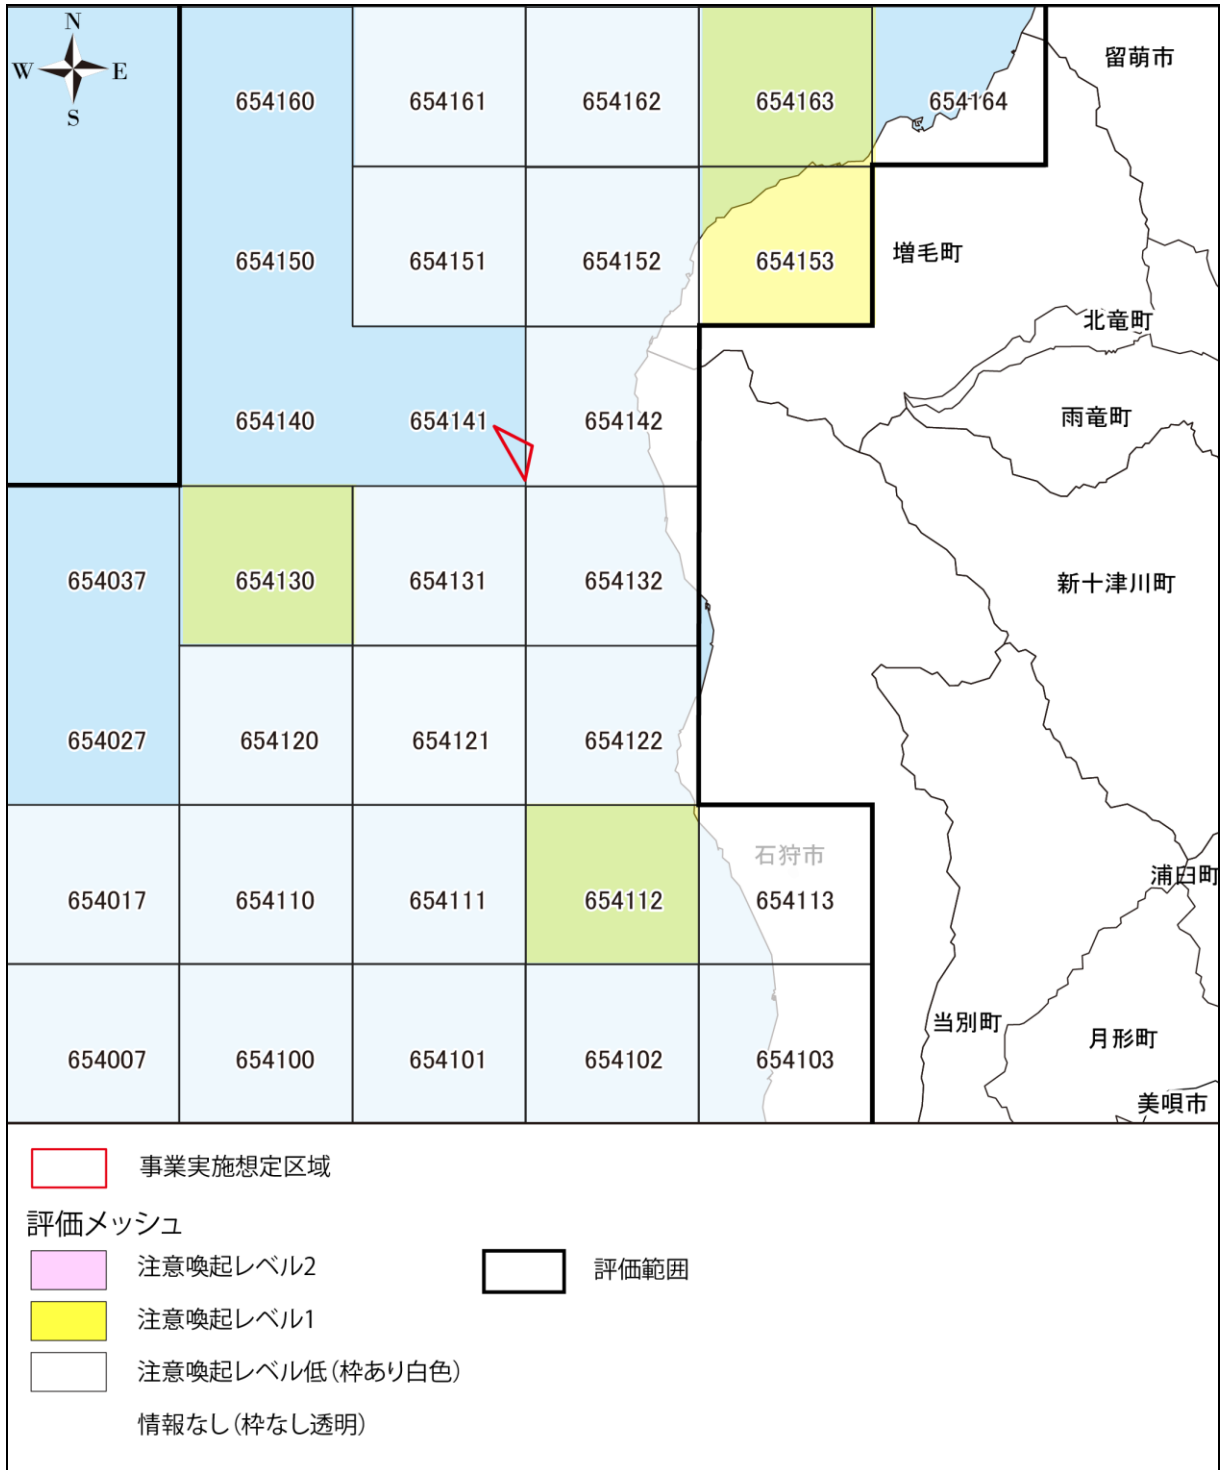 N
W E
S
留萌市
654160 654161 654162 654163 654164
654150 654151 654152 654153 増毛町
北竜町
654140 654141 654142 雨竜町
654037 654130 654131 654132 新十津川町
654027 654120 654121 654122
石狩市
浦臼町
654017 654110 654111 654112 654113
当別町
月形町
654007 654100 654101 654102 654103
美唄市
事業実施想定区域
評価メッシュ
注意喚起レベル2
評価範囲
注意喚起レベル1
注意喚起レベル低(枠あり白色)
情報なし(枠なし透明)